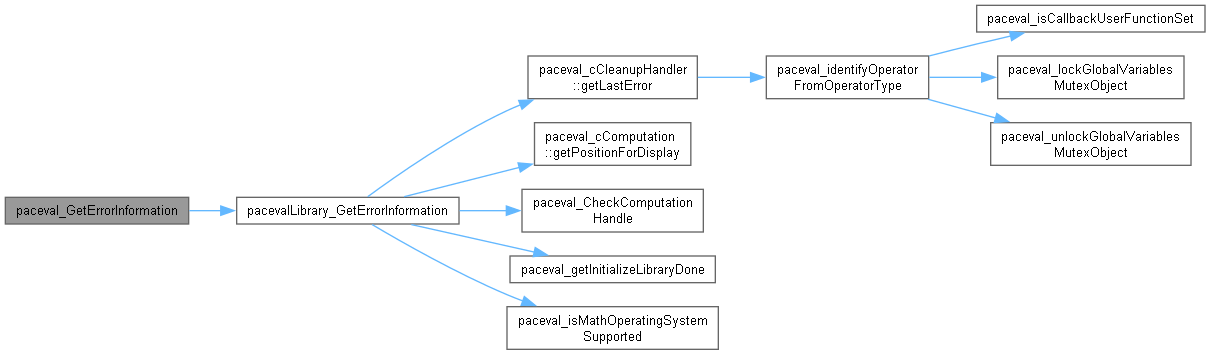 paceval_GetErrorInformation
pacevalLibrary_GetErrorInformation
paceval_cCleanupHandler
::getLastError
paceval_identifyOperator
FromOperatorType
paceval_isCallbackUserFunctionSet
paceval_lockGlobalVariables
MutexObject
paceval_unlockGlobalVariables
MutexObject
paceval_cComputation
::getPositionForDisplay
paceval_CheckComputation
Handle
paceval_getInitializeLibraryDone
paceval_isMathOperatingSystem
Supported